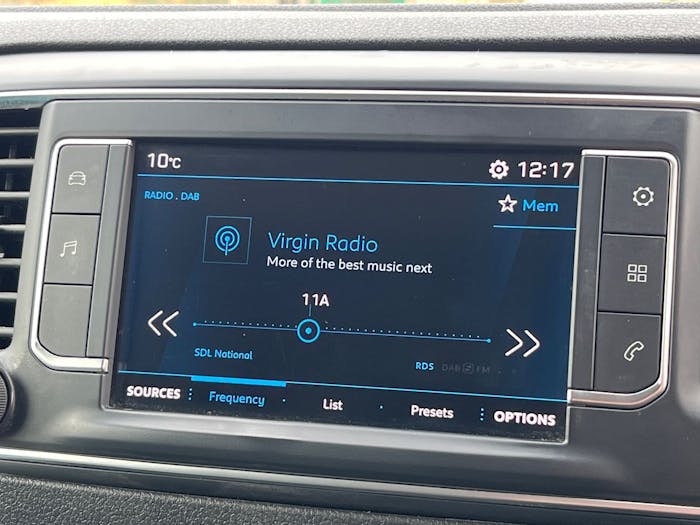 10°C
12:17
RADIO . DAB
Mem
Virgin Radio
More of the best music next
11A
SDL National
RDS DAB FM
SOURCES Frequency List Presets OPTIONS